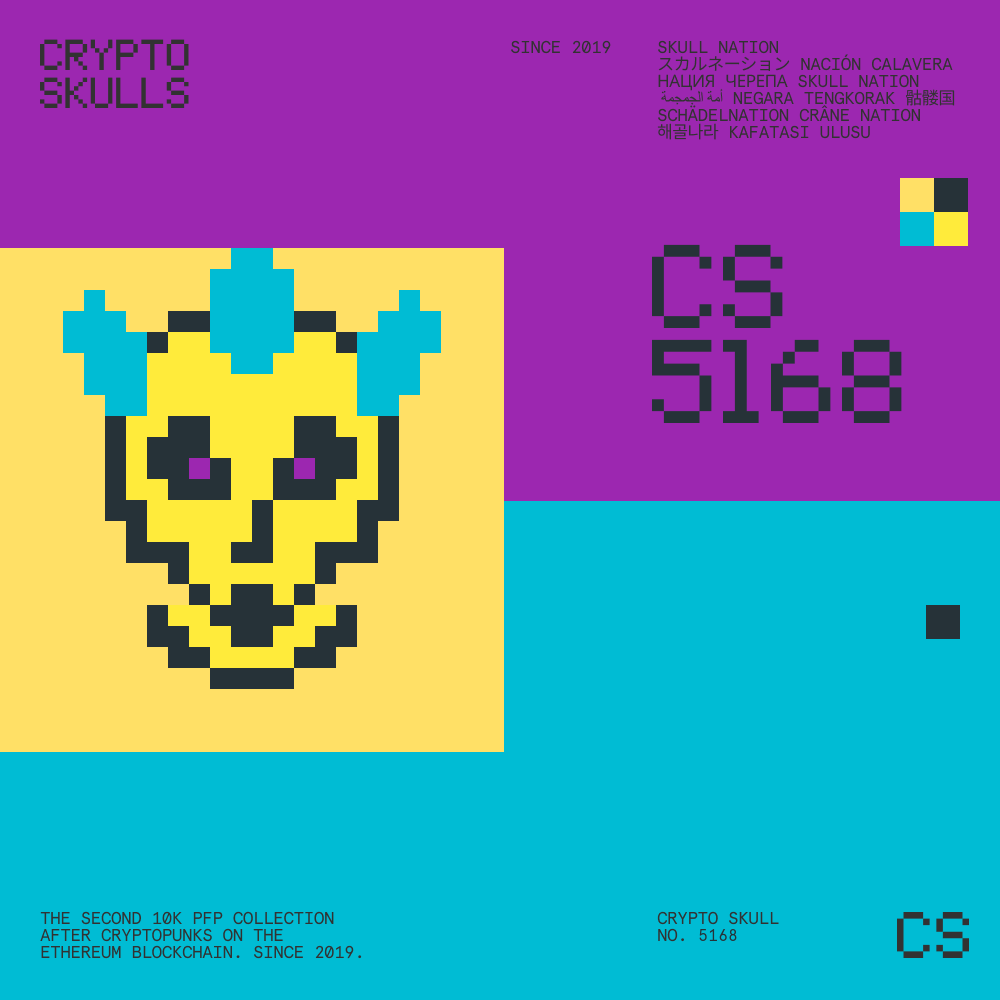 CRYPTO
SKULLS
SINCE 2019
SKULL NATION
スカルネーション NACIÓN CALAVERA
НАЦИЯ ЧЕРЕПА SKULL NATION
أمة الجمجمة NEGARA TENGKORAK 骷髅国
SCHÄDELNATION CRÂNE NATION
해골나라 KAFATASI ULUSU
CS
5168
THE SECOND 10K PFP COLLECTION
AFTER CRYPTOPUNKS ON THE
ETHEREUM BLOCKCHAIN. SINCE 2019.
CRYPTO SKULL
NO. 5168
CS